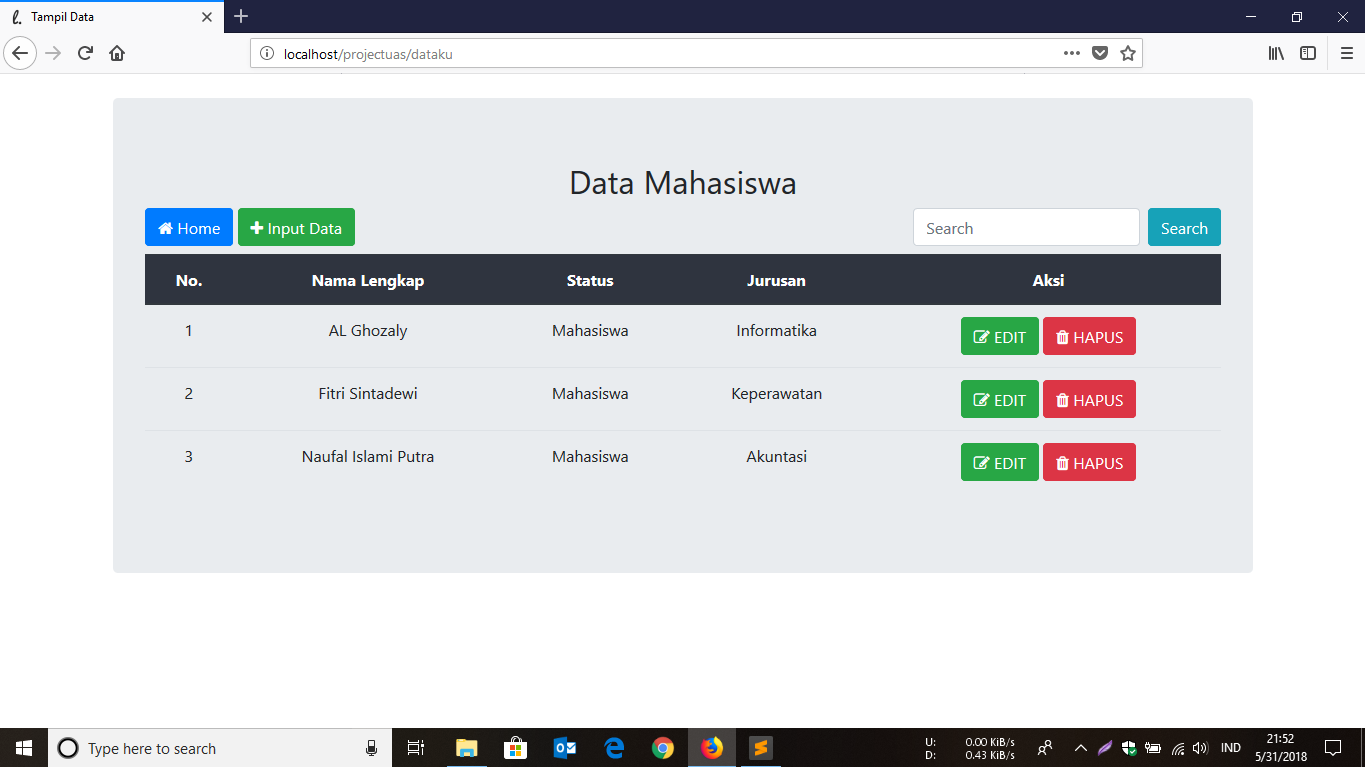 Tampil Data
localhost/projectuas/dataku
Data Mahasiswa
Home Input Data Search Search
No. Nama Lengkap Status Jurusan Aksi
1 AL Ghozaly Mahasiswa Informatika EDIT HAPUS
2 Fitri Sintadewi Mahasiswa Keperawatan EDIT HAPUS
3 Naufal Islami Putra Mahasiswa Akuntasi EDIT HAPUS
Type here to search
U: 0.00 KiB/s
D: 0.43 KiB/s
IND
21:52
5/31/2018